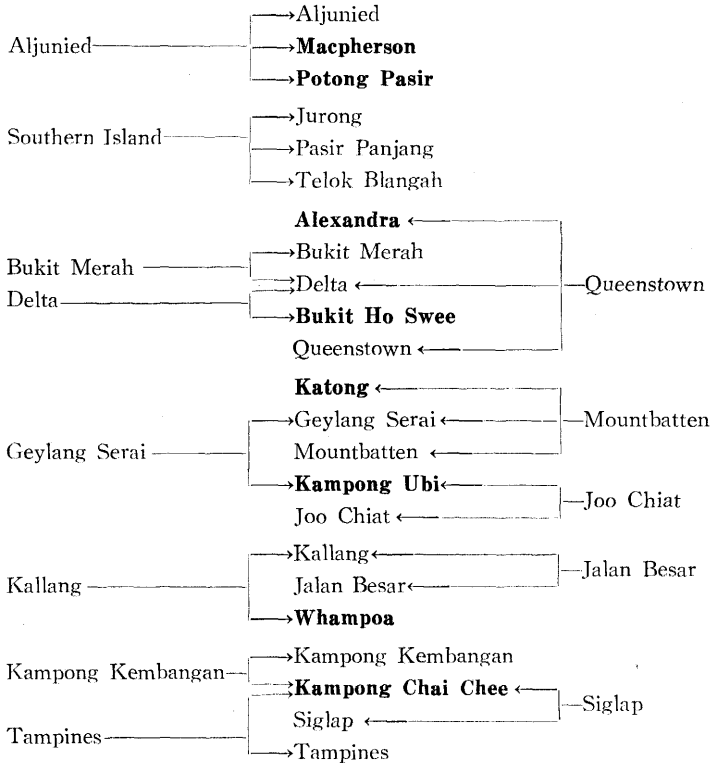 Aljunied
Aljunied
Macpherson
Potong Pasir
Southern Island
Jurong
Pasir Panjang
Telok Blangah
Alexandra
Bukit Merah
Bukit Merah
Delta
Queenstown
Delta
Bukit Ho Swee
Queenstown
Katong
Geylang Serai
Mountbatten
Geylang Serai
Mountbatten
Kampong Ubi
Joo Chiat
Joo Chiat
Kallang
Jalan Besar
Kallang
Jalan Besar
Whampoa
Kampong Kembangan
Kampong Kembangan
Kampong Chai Chee
Siglap
Siglap
Tampines
Tampines